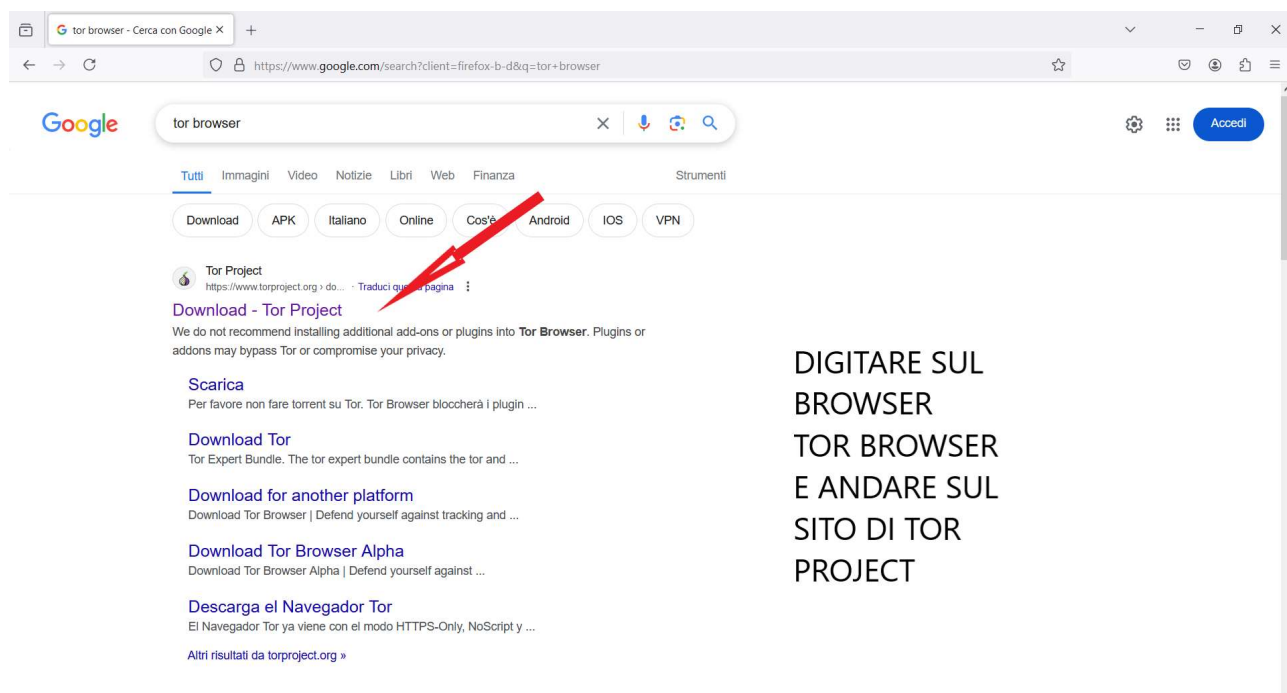 tor browser - Cerca con Google
https://www.google.com/search?client=firefox-b-d&q=tor+browser
Google
tor browser
Accedi
Tutti Immagini Video Notizie Libri Web Finanza Strumenti
Download APK Italiano Online Cos'è Android IOS VPN
Tor Project
https://www.torproject.org › do... · Traduci questa pagina
Download - Tor Project
We do not recommend installing additional add-ons or plugins into Tor Browser. Plugins or
addons may bypass Tor or compromise your privacy.
Scarica
Per favore non fare torrent su Tor. Tor Browser bloccherà i plugin ...
Download Tor
Tor Expert Bundle. The tor expert bundle contains the tor and ...
Download for another platform
Download Tor Browser | Defend yourself against tracking and ...
Download Tor Browser Alpha
Download Tor Browser Alpha | Defend yourself against ...
Descarga el Navegador Tor
El Navegador Tor ya viene con el modo HTTPS-Only, NoScript y ...
Altri risultati da torproject.org »
DIGITARE SUL
BROWSER
TOR BROWSER
E ANDARE SUL
SITO DI TOR
PROJECT